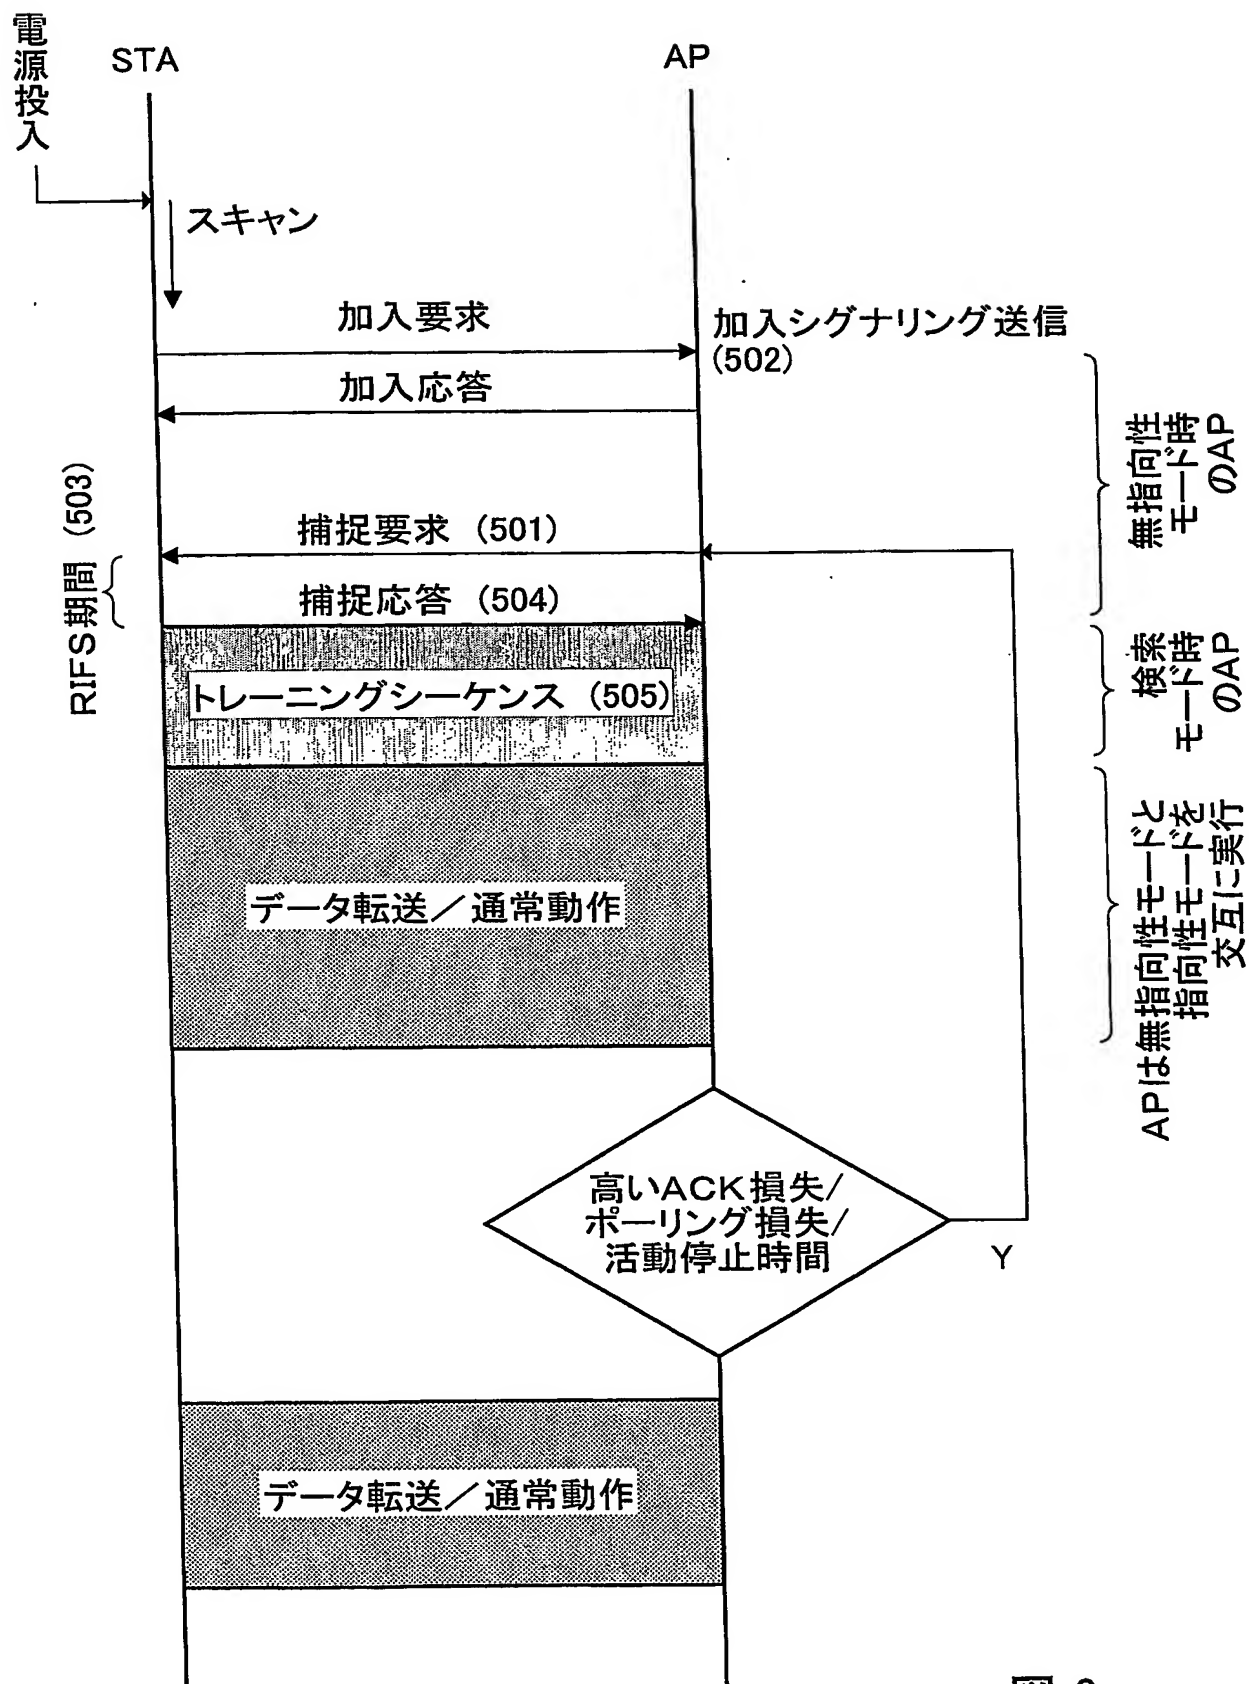 電源投入
STA
AP
スキャン
加入要求
加入シグナリング送信
(502)
加入応答
無指向性
モード時
のAP
RIFS期間 (503)
捕捉要求 (501)
捕捉応答 (504)
検索
モード時
のAP
トレーニングシーケンス (505)
APは無指向性モードと
指向性モードを
交互に実行
データ転送/通常動作
高いACK損失/
ポーリング損失/
活動停止時間
Y
データ転送/通常動作